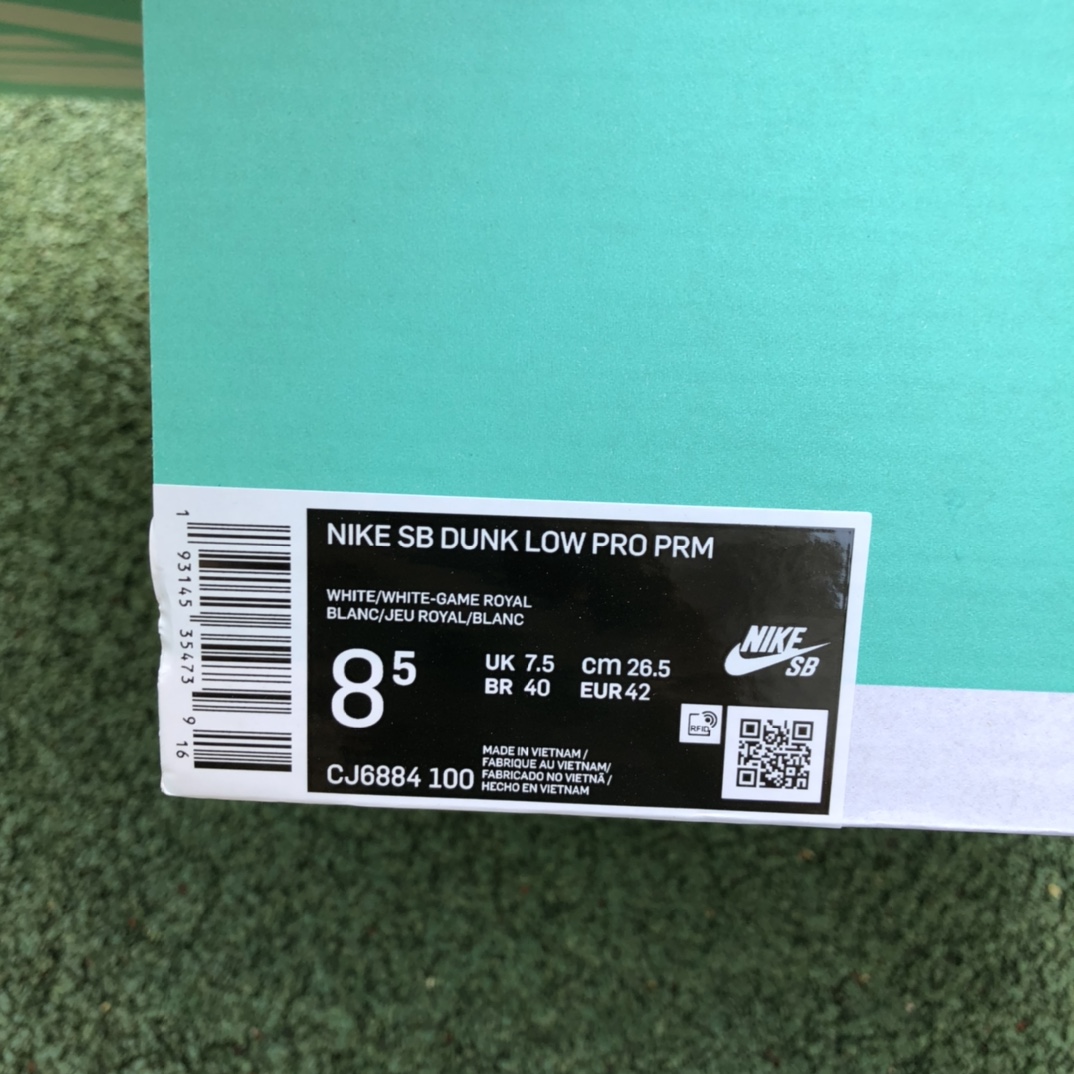 NIKE SB DUNK LOW PRO PRM
WHITE/WHITE-GAME ROYAL
BLANC/JEU ROYAL/BLANC
8 5
UK 7.5 cm 26.5
BR 40 EUR 42
NIKE
SB
RFID
CJ6884 100
MADE IN VIETNAM /
FABRIQUE AU VIETNAM/
FABRICADO NO VIETNÃ /
HECHO EN VIETNAM
1 93145 35473 9 16